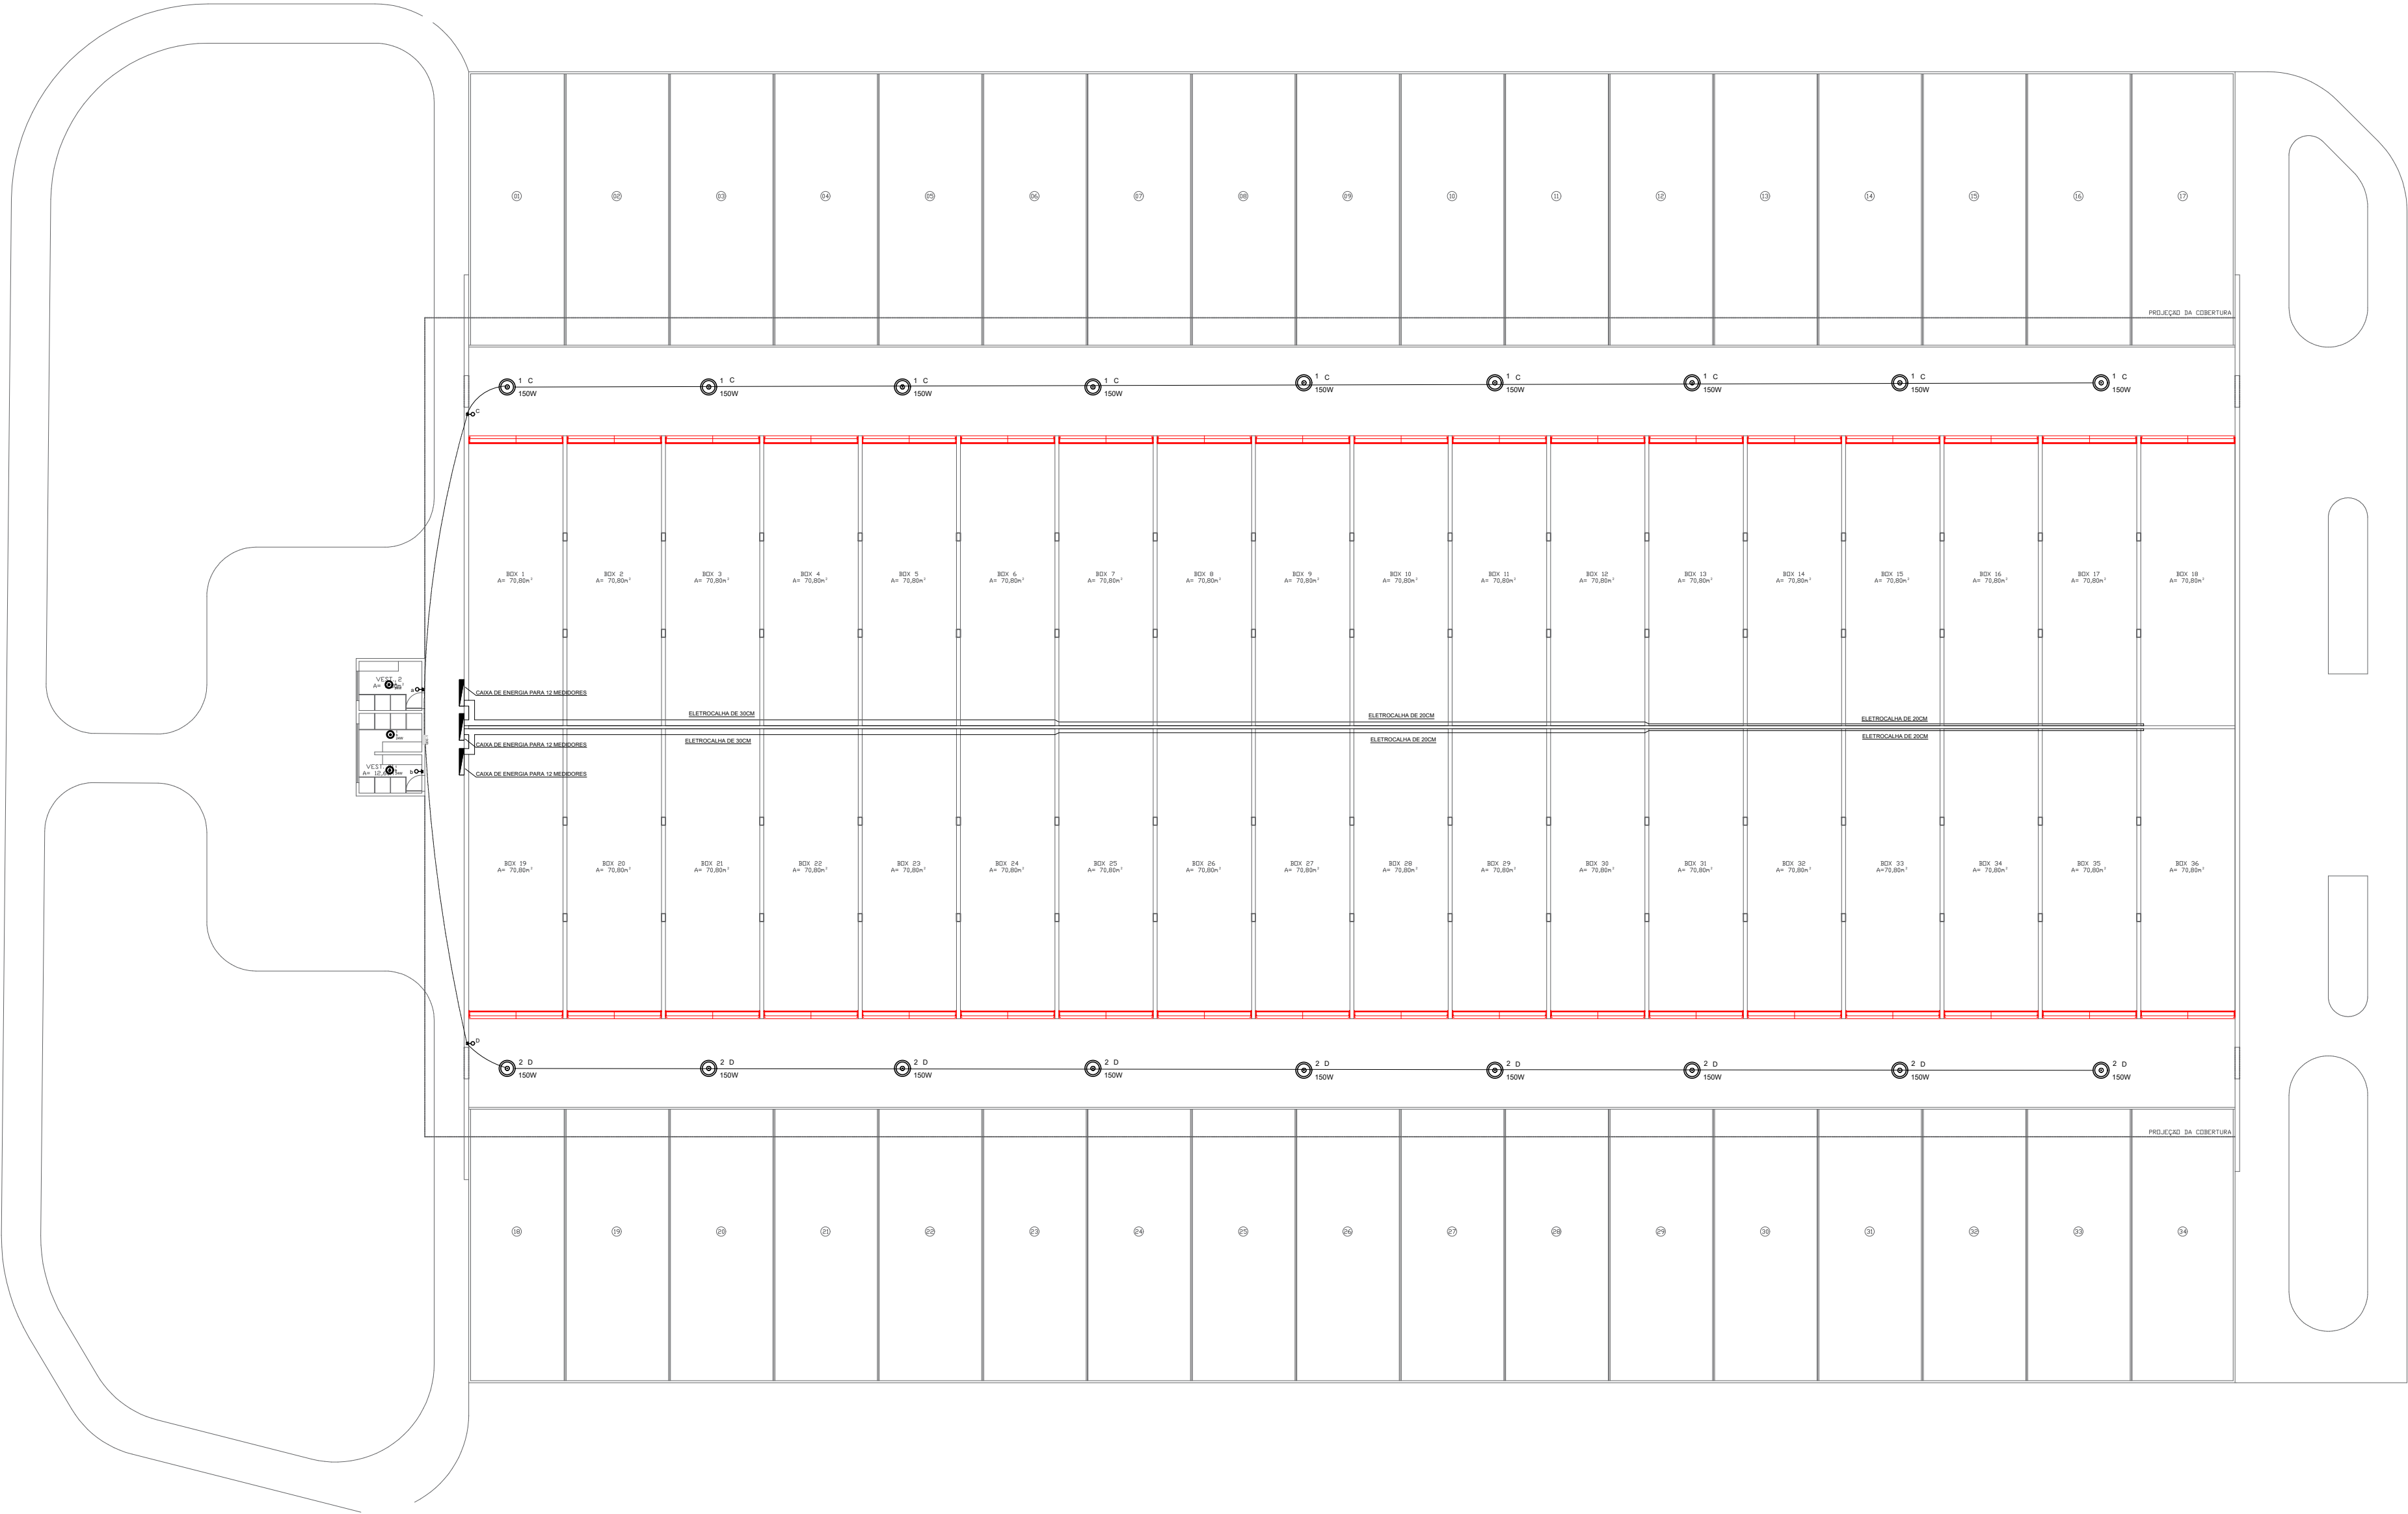 01 02 03 04 05 06 07 08 09 10 11 12 13 14 15 16 17
PROJEÇÃO DA COBERTURA
1 C 1 C 1 C 1 C 1 C 1 C 1 C 1 C 1 C
150W 150W 150W 150W 150W 150W 150W 150W 150W
C
BOX 1 BOX 2 BOX 3 BOX 4 BOX 5 BOX 6 BOX 7 BOX 8 BOX 9 BOX 10 BOX 11 BOX 12 BOX 13 BOX 14 BOX 15 BOX 16 BOX 17 BOX 18
A= 70,80m² A= 70,80m² A= 70,80m² A= 70,80m² A= 70,80m² A= 70,80m² A= 70,80m² A= 70,80m² A= 70,80m² A= 70,80m² A= 70,80m² A= 70,80m² A= 70,80m² A= 70,80m² A= 70,80m² A= 70,80m² A= 70,80m² A= 70,80m²
VEST. 2
a
CAIXA DE ENERGIA PARA 12 MEDIDORES
ELETROCALHA DE 30CM ELETROCALHA DE 20CM ELETROCALHA DE 20CM
ELETROCALHA DE 30CM ELETROCALHA DE 20CM ELETROCALHA DE 20CM
CAIXA DE ENERGIA PARA 12 MEDIDORES
VEST.
b
CAIXA DE ENERGIA PARA 12 MEDIDORES
BOX 19 BOX 20 BOX 21 BOX 22 BOX 23 BOX 24 BOX 25 BOX 26 BOX 27 BOX 28 BOX 29 BOX 30 BOX 31 BOX 32 BOX 33 BOX 34 BOX 35 BOX 36
A= 70,80m² A= 70,80m² A= 70,80m² A= 70,80m² A= 70,80m² A= 70,80m² A= 70,80m² A= 70,80m² A= 70,80m² A= 70,80m² A= 70,80m² A= 70,80m² A= 70,80m² A= 70,80m² A=70,80m² A= 70,80m² A= 70,80m² A= 70,80m²
D
2 D 2 D 2 D 2 D 2 D 2 D 2 D 2 D 2 D
150W 150W 150W 150W 150W 150W 150W 150W 150W
PROJEÇÃO DA COBERTURA
18 19 20 21 22 23 24 25 26 27 28 29 30 31 32 33 34